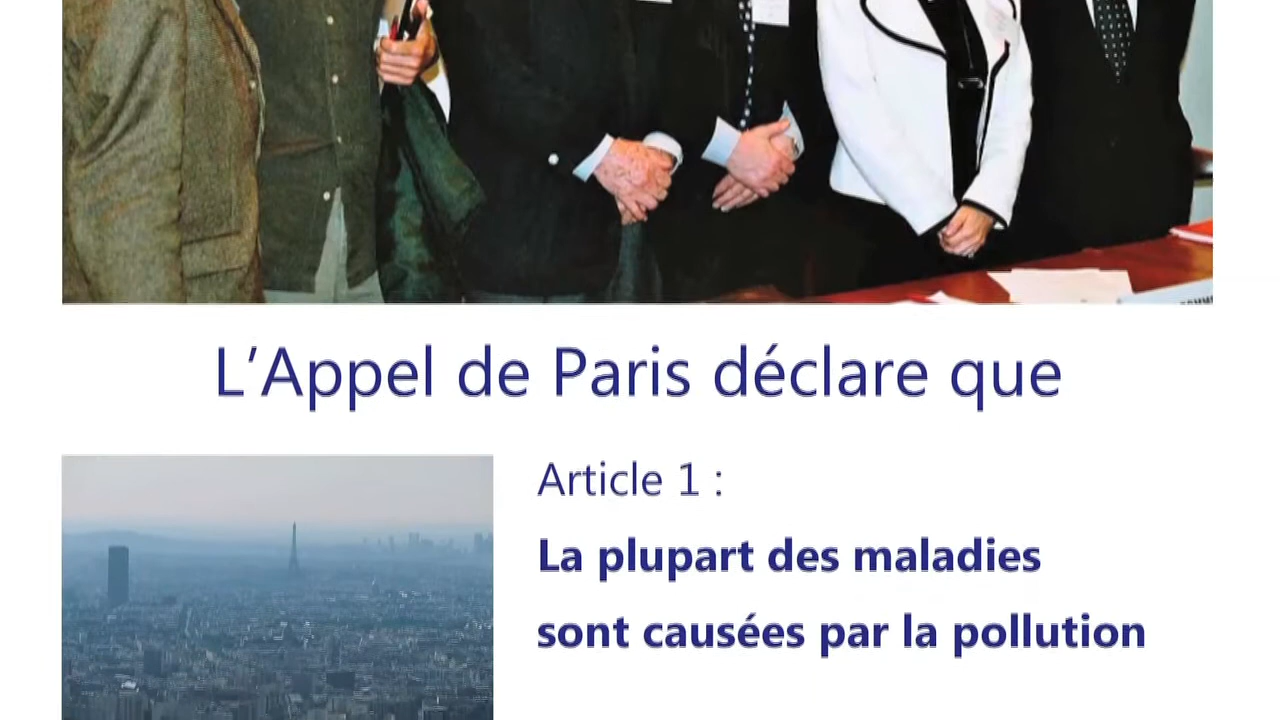 L’Appel de Paris déclare que
Article 1 :
La plupart des maladies
sont causées par la pollution